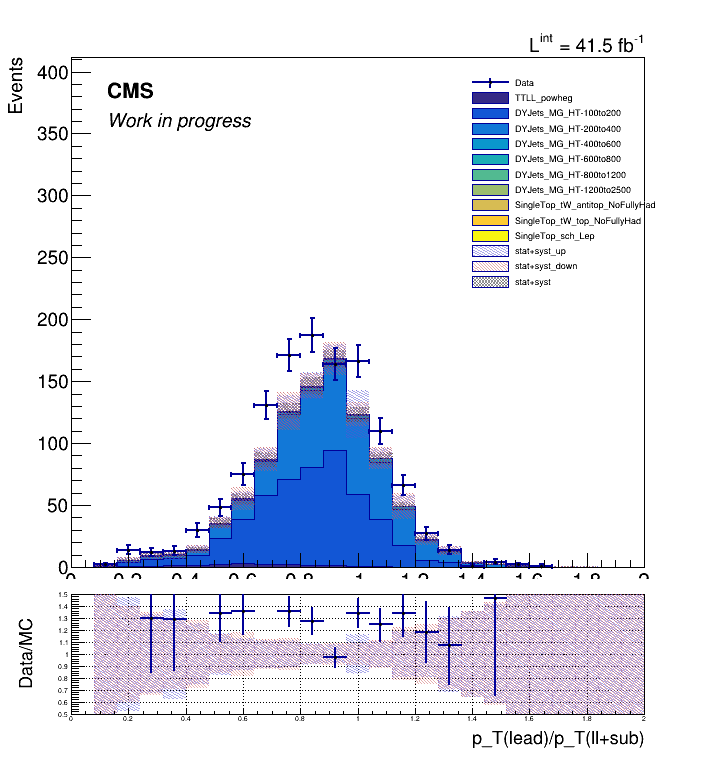 L^int = 41.5 fb^-1
Events
CMS
Work in progress
Data
TTLL_powheg
DYJets_MG_HT-100to200
DYJets_MG_HT-200to400
DYJets_MG_HT-400to600
DYJets_MG_HT-600to800
DYJets_MG_HT-800to1200
DYJets_MG_HT-1200to2500
SingleTop_tW_antitop_NoFullyHad
SingleTop_tW_top_NoFullyHad
SingleTop_sch_Lep
stat+syst_up
stat+syst_down
stat+syst
400
350
300
250
200
150
100
50
0
0 0.2 0.4 0.6 0.8 1 1.2 1.4 1.6 1.8 2
Data/MC
1.5
1.4
1.3
1.2
1.1
1
0.9
0.8
0.7
0.6
0.5
0 0.2 0.4 0.6 0.8 1 1.2 1.4 1.6 1.8 2
p_T(lead)/p_T(ll+sub)